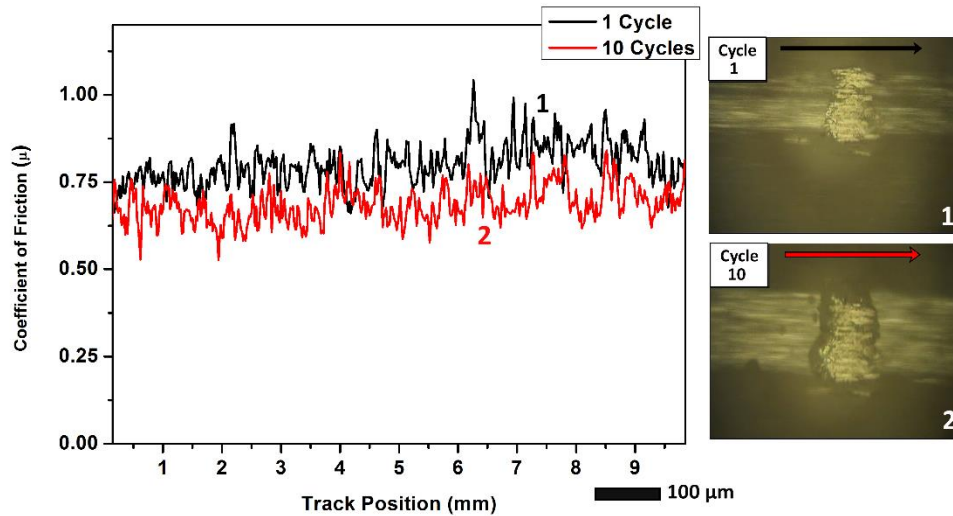 1 Cycle
10 Cycles
Coefficient of Friction (μ)
1.00
0.75
0.50
0.25
0.00
1
2
1 2 3 4 5 6 7 8 9
Track Position (mm)
100 μm
Cycle
1
1
Cycle
10
2